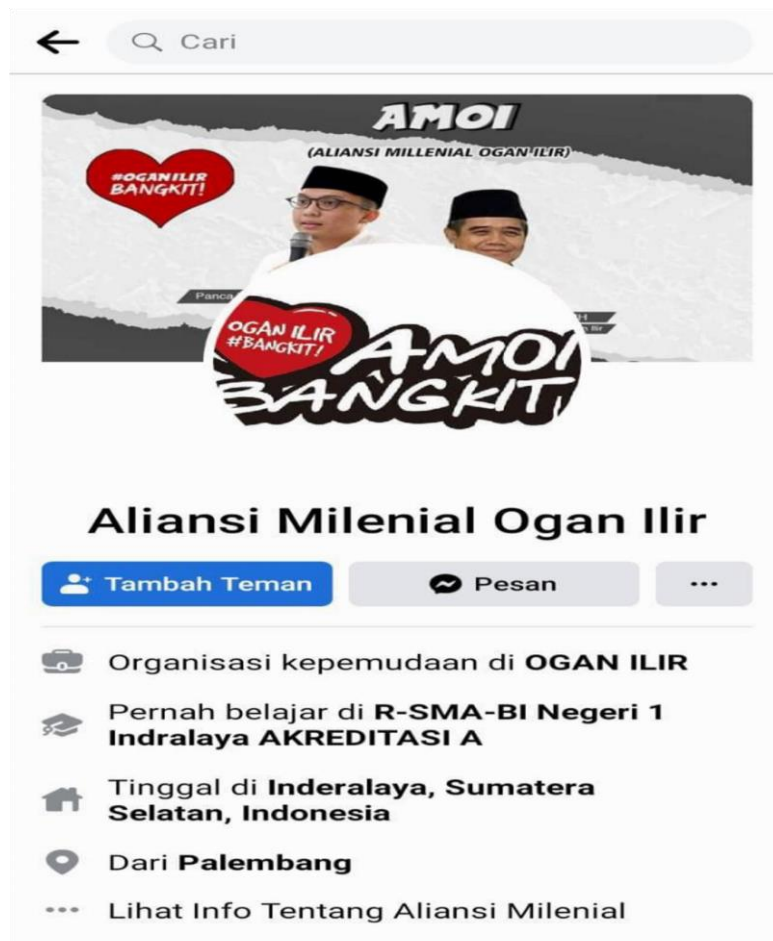 Cari
AMOI
(ALIANSI MILLENIAL OGAN ILIR)
#OGANILIR
BANGKIT!
Panca
H
Ilir
OGAN ILIR
#BANGKIT!
AMOI
BANGKIT
Aliansi Milenial Ogan Ilir
Tambah Teman
Pesan
Organisasi kepemudaan di OGAN ILIR
Pernah belajar di R-SMA-BI Negeri 1
Indralaya AKREDITASI A
Tinggal di Inderalaya, Sumatera
Selatan, Indonesia
Dari Palembang
Lihat Info Tentang Aliansi Milenial